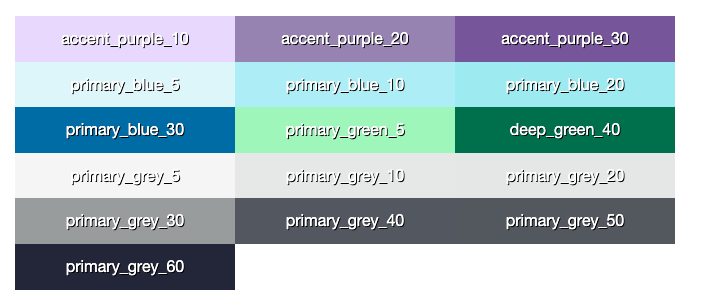 accent_purple_10 accent_purple_20 accent_purple_30
primary_blue_5 primary_blue_10 primary_blue_20
primary_blue_30 primary_green_5 deep_green_40
primary_grey_5 primary_grey_10 primary_grey_20
primary_grey_30 primary_grey_40 primary_grey_50
primary_grey_60